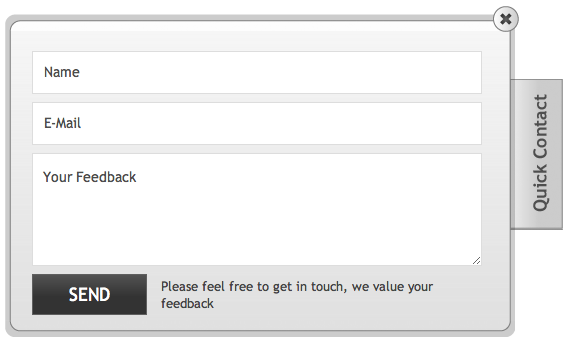 Name
E-Mail
Your Feedback
SEND
Please feel free to get in touch, we value your
feedback
Quick Contact